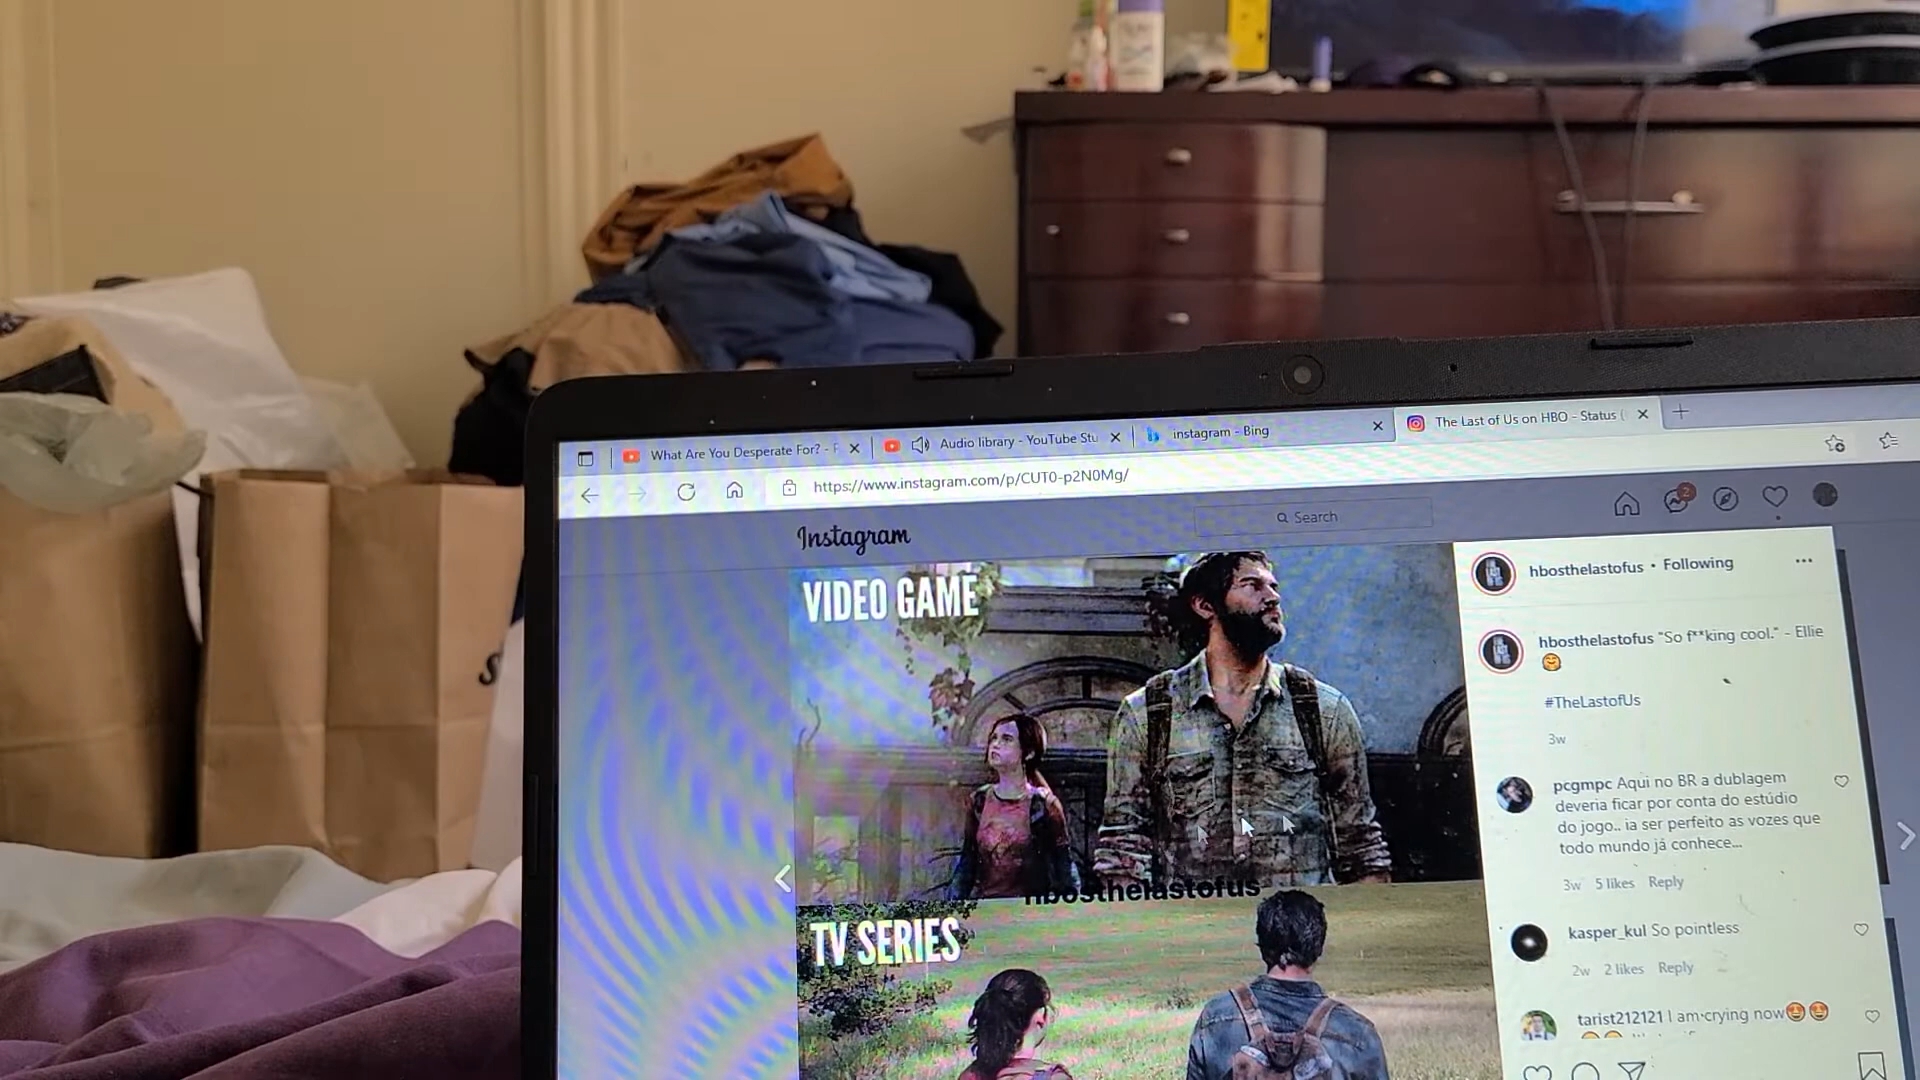 What Are You Desperate For? -
Audio library - YouTube Stu
instagram - Bing
The Last of Us on HBO - Status (
https://www.instagram.com/p/CUT0-p2N0Mg/
Instagram
Search
2
VIDEO GAME
hbosthelastofus
TV SERIES
hbosthelastofus • Following
hbosthelastofus "So f**king cool." - Ellie
🤗
#TheLastofUs
3w
pcgmpc Aqui no BR a dublagem
deveria ficar por conta do estúdio
do jogo.. ia ser perfeito as vozes que
todo mundo já conhece...
3w 5 likes Reply
kasper_kul So pointless
2w 2 likes Reply
tarist212121 I am crying now🤩🤩